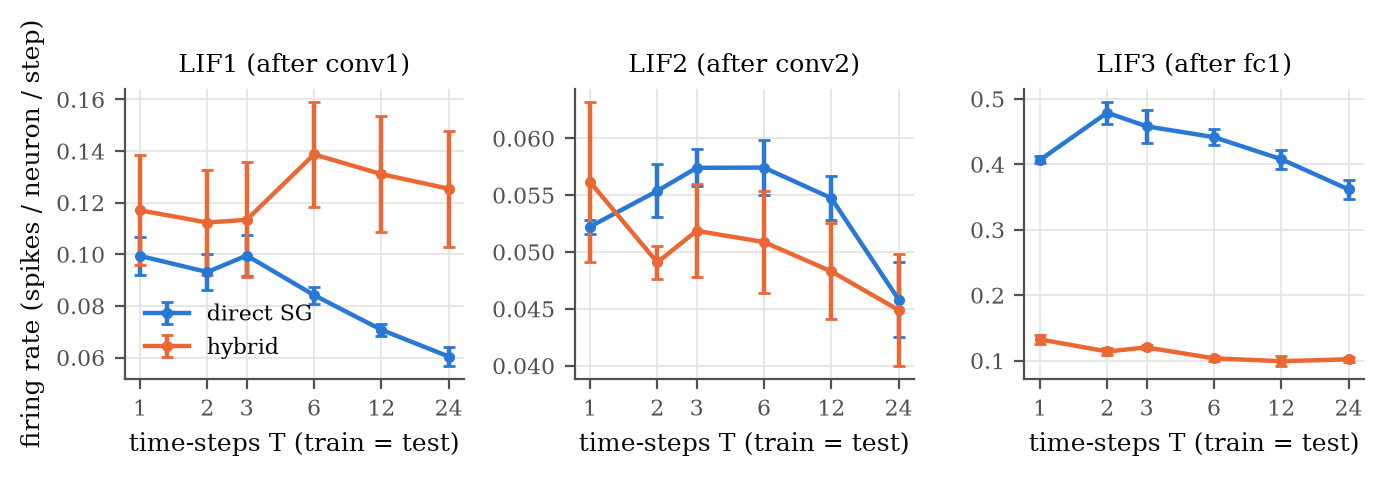 firing rate (spikes / neuron / step)
LIF1 (after conv1)
0.16
0.14
0.12
0.10
0.08
0.06
direct SG
hybrid
1 2 3 6 12 24
time-steps T (train = test)
LIF2 (after conv2)
0.060
0.055
0.050
0.045
0.040
1 2 3 6 12 24
time-steps T (train = test)
LIF3 (after fc1)
0.5
0.4
0.3
0.2
0.1
1 2 3 6 12 24
time-steps T (train = test)